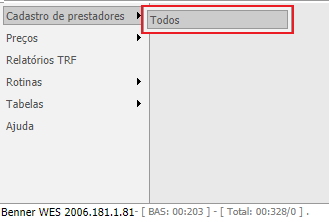 Cadastro de prestadores
Todos
Preços
Relatórios TRF
Rotinas
Tabelas
Ajuda
Benner WES 2006.181.1.81- [ BAS: 00:203 ] - [ Total: 00:328/0 ] .